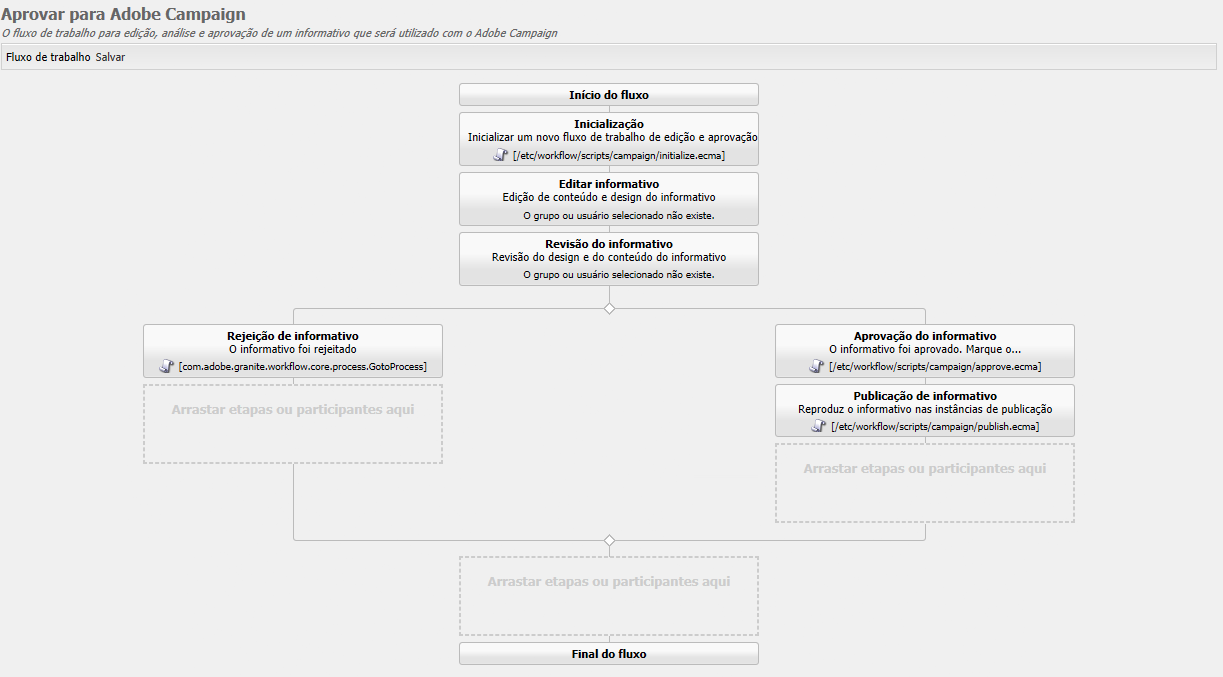 Aprovar para Adobe Campaign
O fluxo de trabalho para edição, análise e aprovação de um informativo que será utilizado com o Adobe Campaign
Fluxo de trabalho Salvar
Início do fluxo
Inicialização
Inicializar um novo fluxo de trabalho de edição e aprovação
[/etc/workflow/scripts/campaign/initialize.ecma]
Editar informativo
Edição de conteúdo e design do informativo
O grupo ou usuário selecionado não existe.
Revisão do informativo
Revisão do design e do conteúdo do informativo
O grupo ou usuário selecionado não existe.
Rejeição de informativo
O informativo foi rejeitado
[com.adobe.granite.workflow.core.process.GotoProcess]
Arrastar etapas ou participantes aqui
Aprovação do informativo
O informativo foi aprovado. Marque o...
[/etc/workflow/scripts/campaign/approve.ecma]
Publicação de informativo
Reproduz o informativo nas instâncias de publicação
[/etc/workflow/scripts/campaign/publish.ecma]
Arrastar etapas ou participantes aqui
Arrastar etapas ou participantes aqui
Final do fluxo